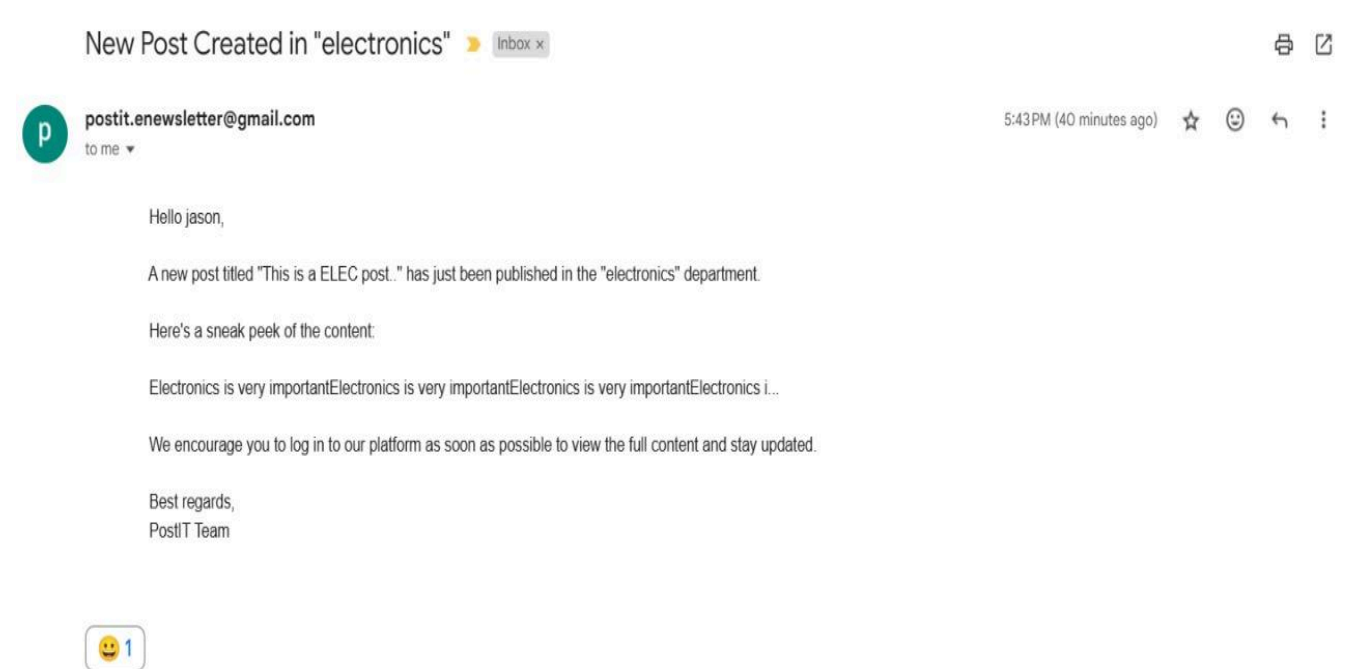 New Post Created in "electronics" Inbox ×
p
postit.enewsletter@gmail.com 5:43 PM (40 minutes ago)
to me
Hello jason,
A new post titled "This is a ELEC post.." has just been published in the "electronics" department.
Here's a sneak peek of the content:
Electronics is very importantElectronics is very importantElectronics is very importantElectronics i...
We encourage you to log in to our platform as soon as possible to view the full content and stay updated.
Best regards,
PostIT Team
😀 1